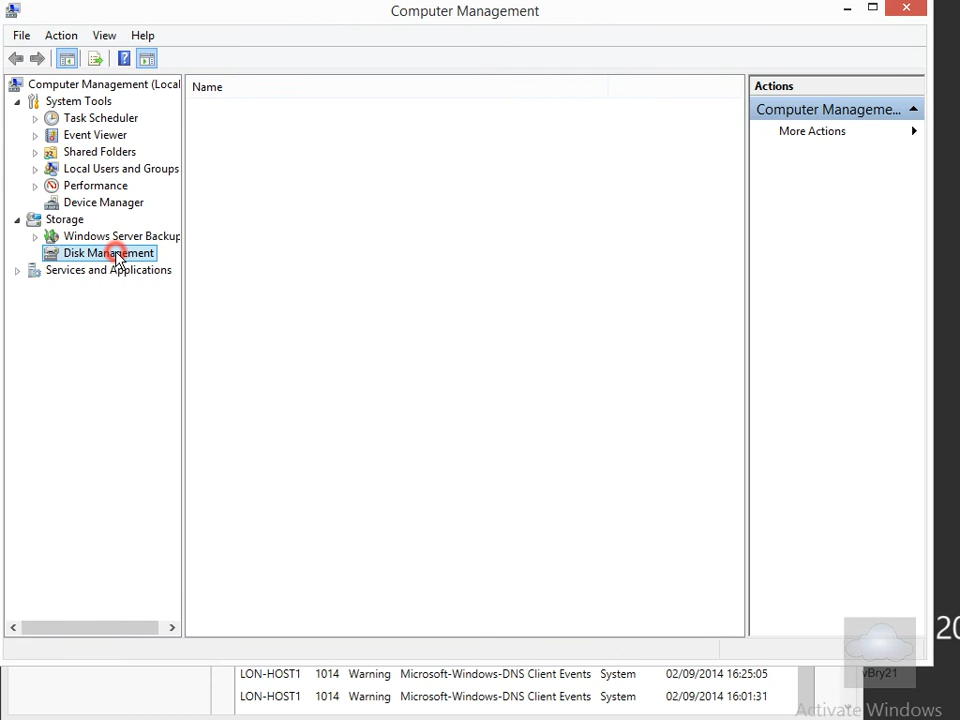 Computer Management
File Action View Help
Computer Management (Local
System Tools
Task Scheduler
Event Viewer
Shared Folders
Local Users and Groups
Performance
Device Manager
Storage
Windows Server Backup
Disk Management
Services and Applications
Name
Actions
Computer Manageme...
More Actions
20
vBry21
LON-HOST1 1014 Warning Microsoft-Windows-DNS Client Events System 02/09/2014 16:25:05
LON-HOST1 1014 Warning Microsoft-Windows-DNS Client Events System 02/09/2014 16:01:31
Activate Windows